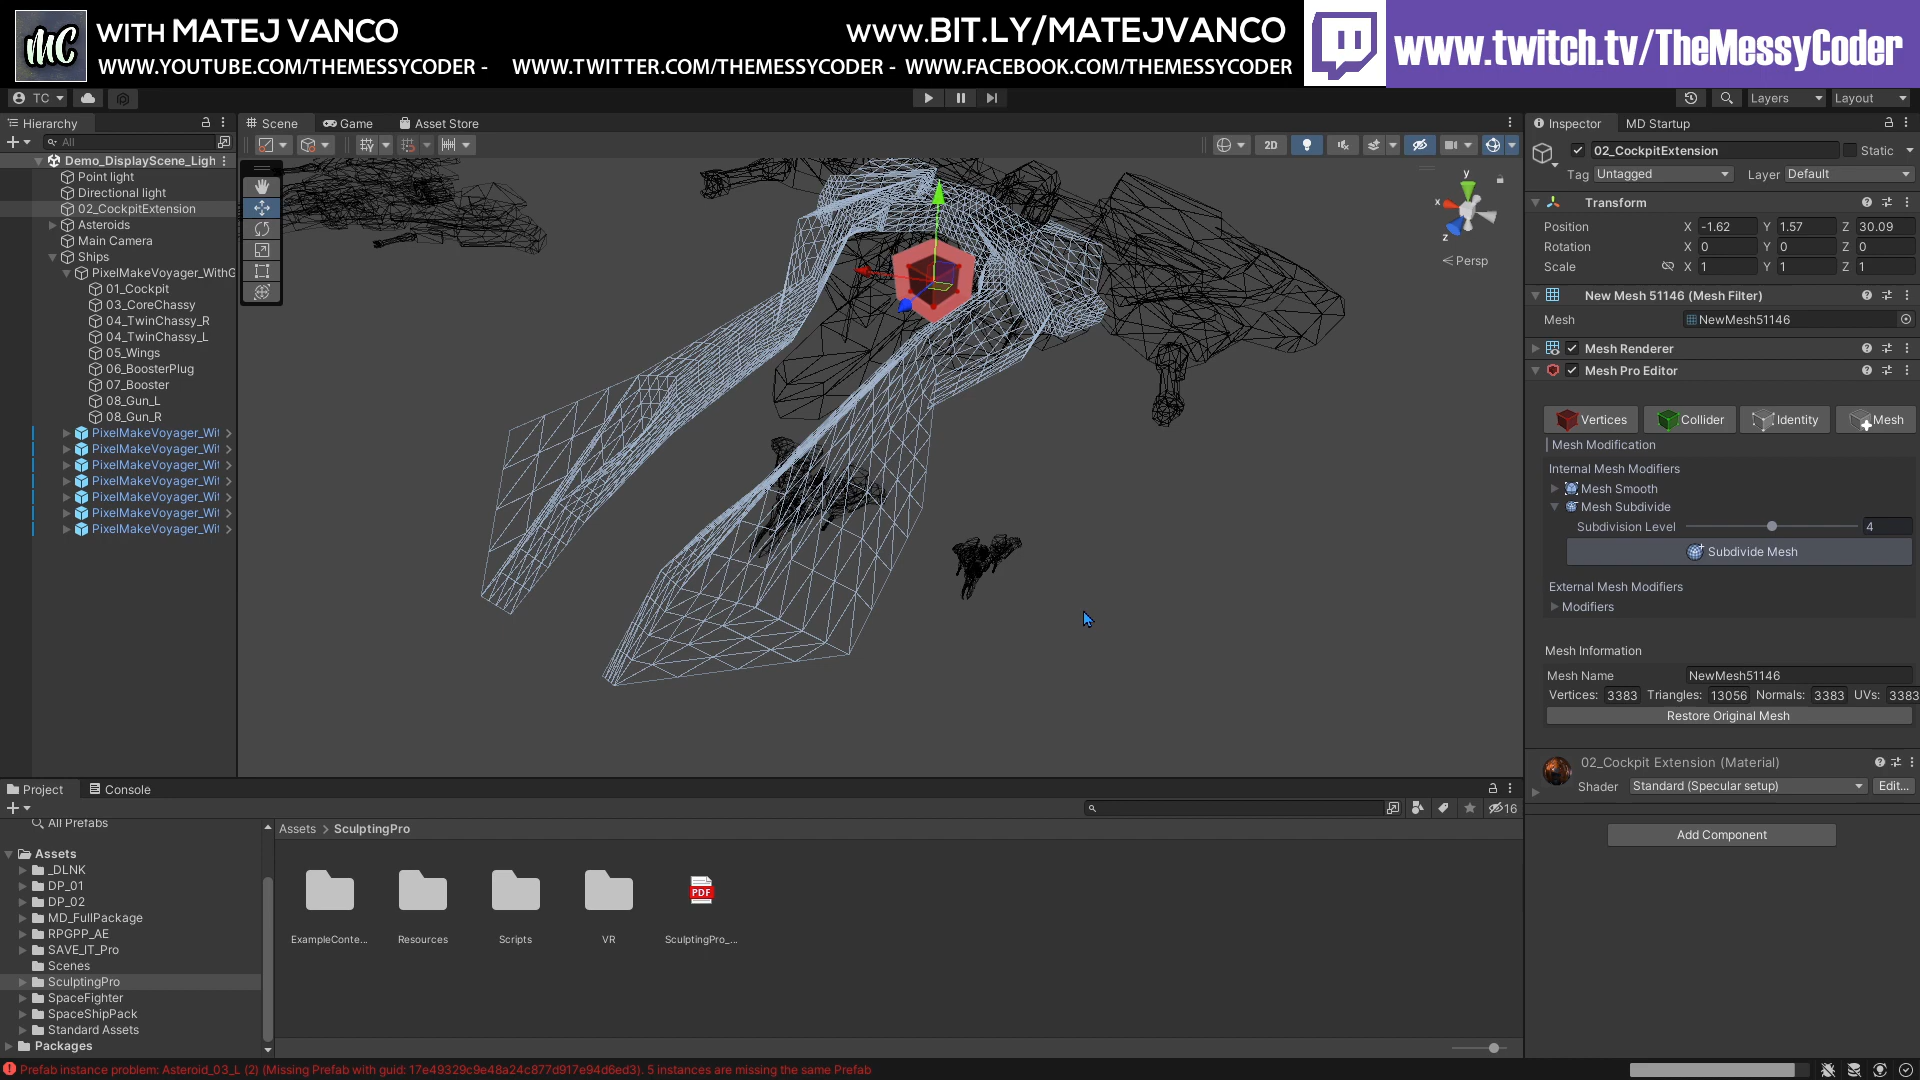 MC
WITH MATEJ VANCO
WWW.YOUTUBE.COM/THEMESSYCODER -
WWW.BIT.LY/MATEJVANCO
WWW.TWITTER.COM/THEMESSYCODER - WWW.FACEBOOK.COM/THEMESSYCODER
www.twitch.tv/TheMessyCoder
TC
Layers
Layout
Hierarchy
All
Demo_DisplayScene_Ligh
Point light
Directional light
02_CockpitExtension
Asteroids
Main Camera
Ships
PixelMakeVoyager_WithG
01_Cockpit
03_CoreChassy
04_TwinChassy_R
04_TwinChassy_L
05_Wings
06_BoosterPlug
07_Booster
08_Gun_L
08_Gun_R
PixelMakeVoyager_Wit
PixelMakeVoyager_Wit
PixelMakeVoyager_Wit
PixelMakeVoyager_Wit
PixelMakeVoyager_Wit
PixelMakeVoyager_Wit
PixelMakeVoyager_Wit
Scene
Game
Asset Store
2D
y
x
z
Persp
Inspector
MD Startup
02_CockpitExtension
Static
Tag Untagged
Layer Default
Transform
Position X -1.62 Y 1.57 Z 30.09
Rotation X 0 Y 0 Z 0
Scale X 1 Y 1 Z 1
New Mesh 51146 (Mesh Filter)
Mesh NewMesh51146
Mesh Renderer
Mesh Pro Editor
Vertices
Collider
Identity
Mesh
Mesh Modification
Internal Mesh Modifiers
Mesh Smooth
Mesh Subdivide
Subdivision Level 4
Subdivide Mesh
External Mesh Modifiers
Modifiers
Mesh Information
Mesh Name NewMesh51146
Vertices: 3383 Triangles: 13056 Normals: 3383 UVs: 3383
Restore Original Mesh
02_Cockpit Extension (Material)
Shader Standard (Specular setup) Edit...
Add Component
Project
Console
16
All Prefabs
Assets
_DLNK
DP_01
DP_02
MD_FullPackage
RPGPP_AE
SAVE_IT_Pro
Scenes
SculptingPro
SpaceFighter
SpaceShipPack
Standard Assets
Packages
Assets > SculptingPro
PDF
ExampleConte...
Resources
Scripts
VR
SculptingPro_...
Prefab instance problem: Asteroid_03_L (2) (Missing Prefab with guid: 17e49329c9e48a24c877d917e94d6ed3). 5 instances are missing the same Prefab